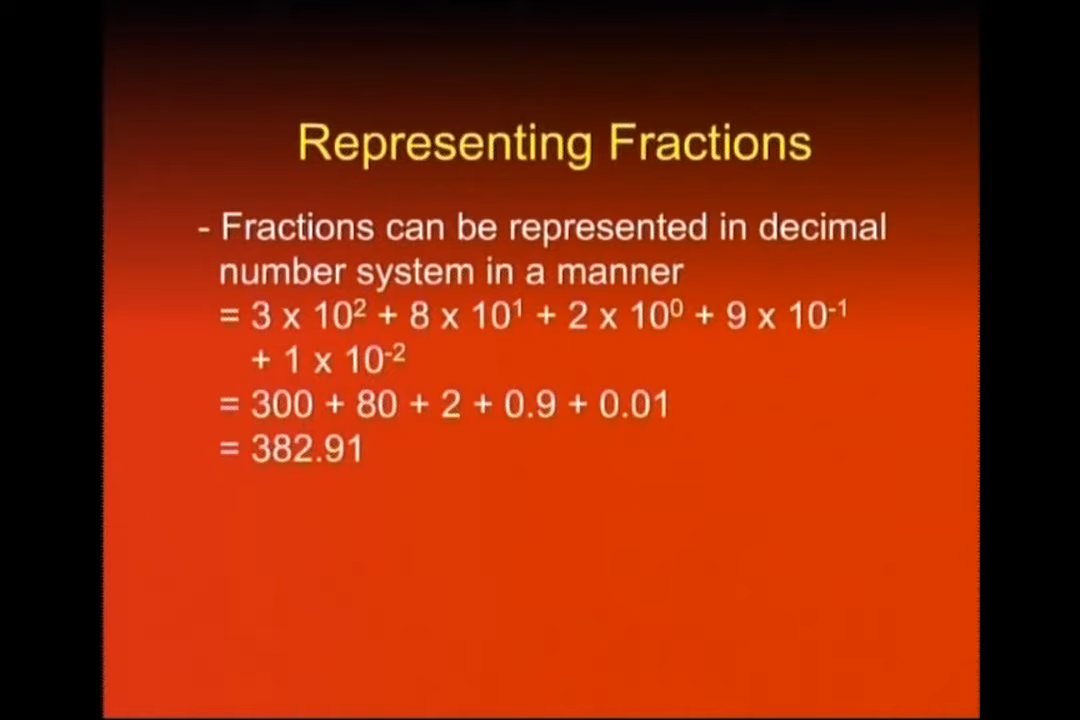 Representing Fractions
- Fractions can be represented in decimal
number system in a manner
= 3 x 10² + 8 x 10¹ + 2 x 10⁰ + 9 x 10⁻¹
+ 1 x 10⁻²
= 300 + 80 + 2 + 0.9 + 0.01
= 382.91